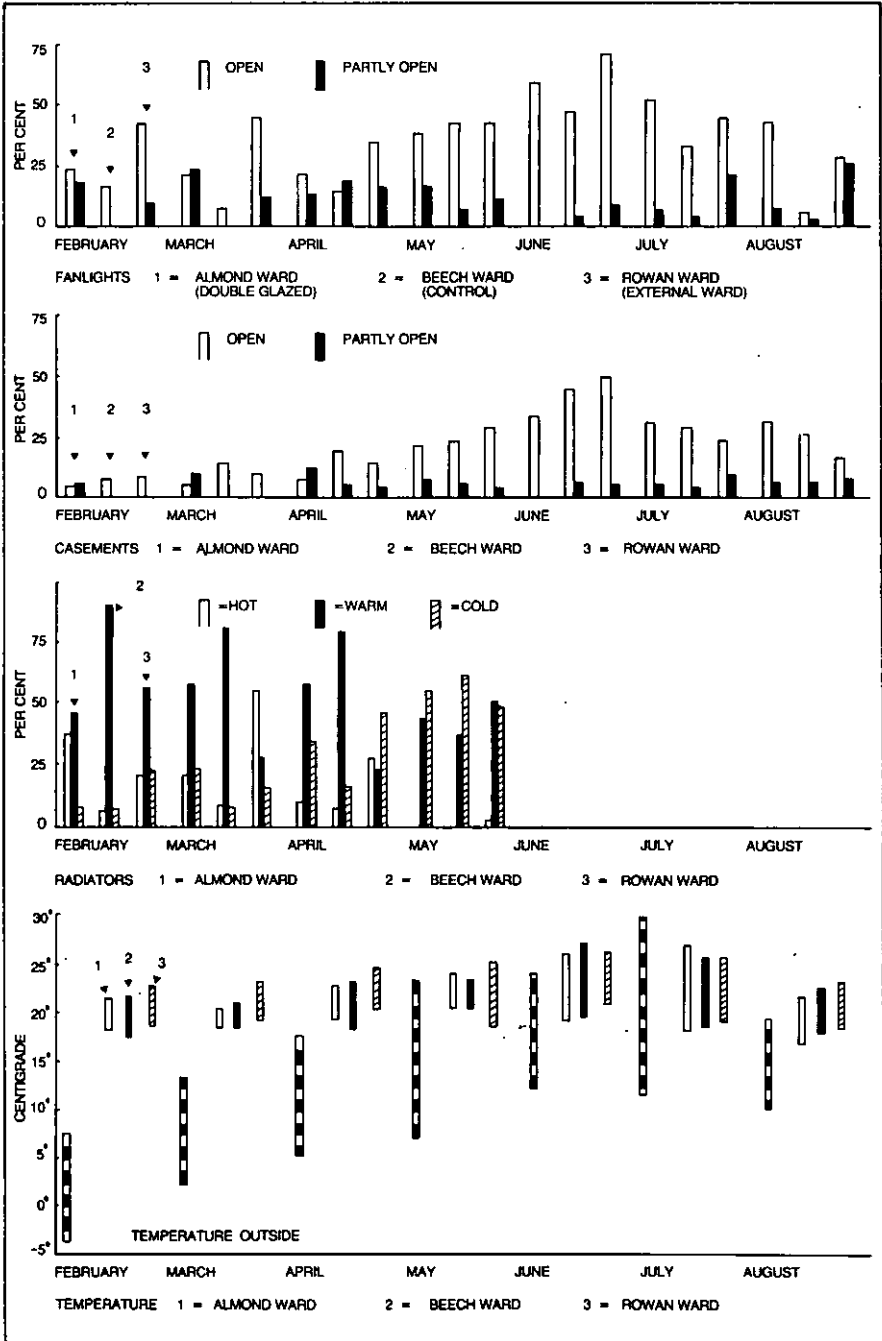 75
50
25
0
PER CENT
OPEN PARTLY OPEN
1 2 3
FEBRUARY MARCH APRIL MAY JUNE JULY AUGUST
FANLIGHTS 1 = ALMOND WARD 2 = BEECH WARD 3 = ROWAN WARD
(DOUBLE GLAZED) (CONTROL) (EXTERNAL WARD)
75
50
25
0
PER CENT
OPEN PARTLY OPEN
1 2 3
FEBRUARY MARCH APRIL MAY JUNE JULY AUGUST
CASEMENTS 1 = ALMOND WARD 2 = BEECH WARD 3 = ROWAN WARD
75
50
25
0
PER CENT
=HOT =WARM =COLD
1 2 3
FEBRUARY MARCH APRIL MAY JUNE JULY AUGUST
RADIATORS 1 = ALMOND WARD 2 = BEECH WARD 3 = ROWAN WARD
30°
25°
20°
15°
10°
5°
0°
-5°
CENTIGRADE
1 2 3
TEMPERATURE OUTSIDE
FEBRUARY MARCH APRIL MAY JUNE JULY AUGUST
TEMPERATURE 1 = ALMOND WARD 2 = BEECH WARD 3 = ROWAN WARD